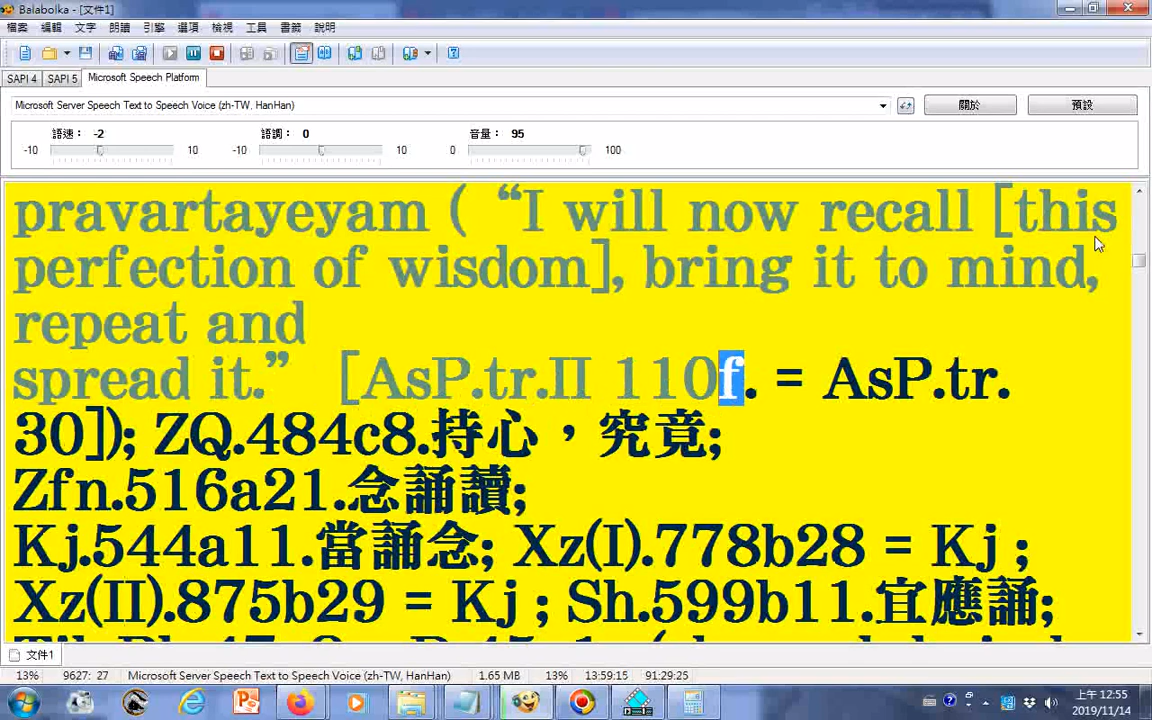 Balabolka - [文件1]
檔案 編輯 文字 朗讀 引擎 選項 檢視 工具 書籤 說明
SAPI 4 SAPI 5 Microsoft Speech Platform
Microsoft Server Speech Text to Speech Voice (zh-TW, HanHan) 關於 預設
語速： -2 語調： 0 音量： 95
-10 10 -10 10 0 100
pravartayeyam (“I will now recall [this
perfection of wisdom], bring it to mind,
repeat and
spread it.” [AsP.tr.II 110f. = AsP.tr.
30]); ZQ.484c8.持心，究竟;
Zfn.516a21.念誦讀;
Kj.544a11.當誦念; Xz(I).778b28 = Kj ;
Xz(II).875b29 = Kj ; Sh.599b11.宜應誦;
文件1
13% 9627: 27 Microsoft Server Speech Text to Speech Voice (zh-TW, HanHan) 1.65 MB 13% 13:59:15 91:29:25
上午 12:55
2019/11/14